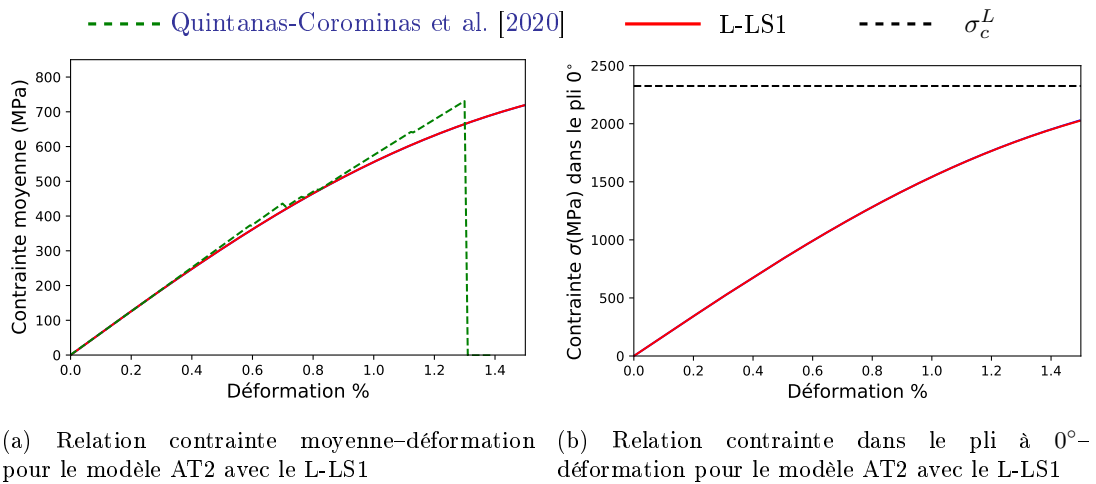 Quintanas-Corominas et al. [2020]
L-LS1
σ_c^L
Contrainte moyenne (MPa)
800
700
600
500
400
300
200
100
0
0.0 0.2 0.4 0.6 0.8 1.0 1.2 1.4
Déformation %
Contrainte σ(MPa) dans le pli 0°
2500
2000
1500
1000
500
0
0.0 0.2 0.4 0.6 0.8 1.0 1.2 1.4
Déformation %
(a) Relation contrainte moyenne–déformation
pour le modèle AT2 avec le L-LS1
(b) Relation contrainte dans le pli à 0°–
déformation pour le modèle AT2 avec le L-LS1